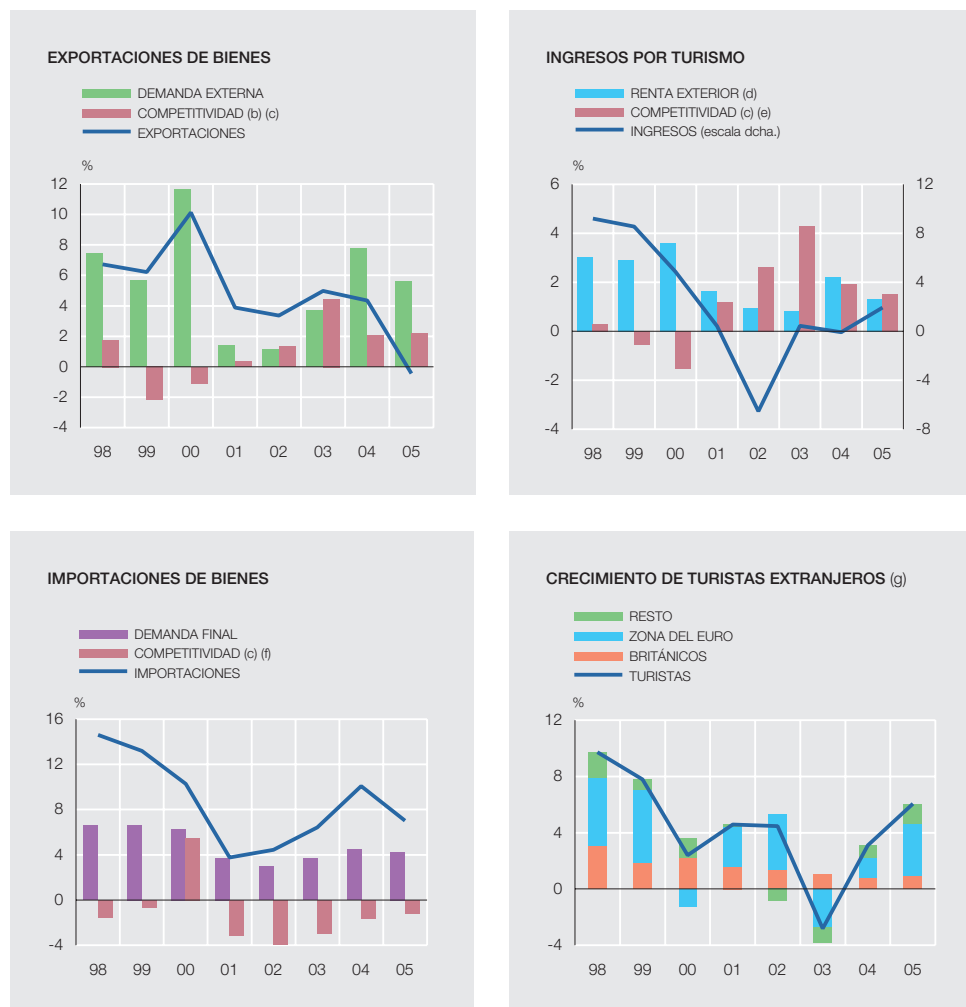 EXPORTACIONES DE BIENES
DEMANDA EXTERNA
COMPETITIVIDAD (b) (c)
EXPORTACIONES
%
12
10
8
6
4
2
0
-2
-4
98 99 00 01 02 03 04 05
INGRESOS POR TURISMO
RENTA EXTERIOR (d)
COMPETITIVIDAD (c) (e)
INGRESOS (escala dcha.)
%
6 12
4 8
2 4
0 0
-2 -4
-4 -8
98 99 00 01 02 03 04 05
IMPORTACIONES DE BIENES
DEMANDA FINAL
COMPETITIVIDAD (c) (f)
IMPORTACIONES
%
16
12
8
4
0
-4
98 99 00 01 02 03 04 05
CRECIMIENTO DE TURISTAS EXTRANJEROS (g)
RESTO
ZONA DEL EURO
BRITÁNICOS
TURISTAS
%
12
8
4
0
-4
98 99 00 01 02 03 04 05